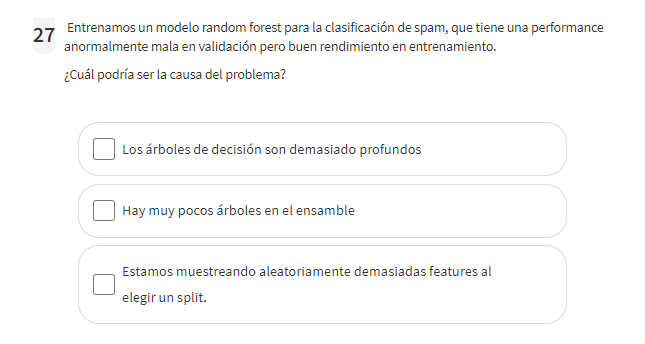 27 Entrenamos un modelo random forest para la clasificación de spam, que tiene una performance
anormalmente mala en validación pero buen rendimiento en entrenamiento.
¿Cuál podría ser la causa del problema?
Los árboles de decisión son demasiado profundos
Hay muy pocos árboles en el ensamble
Estamos muestreando aleatoriamente demasiadas features al
elegir un split.